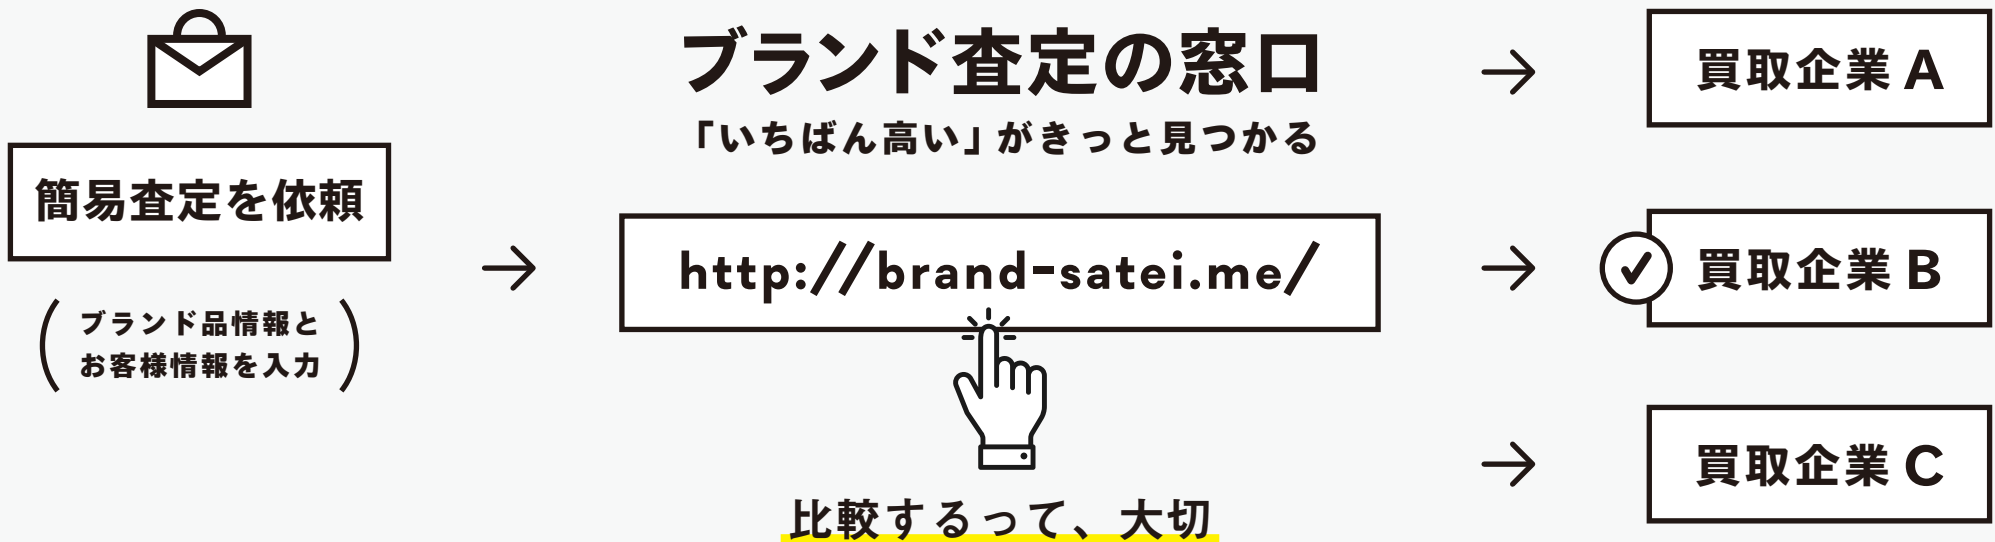 簡易査定を依頼
ブランド品情報と
お客様情報を入力
ブランド査定の窓口
「いちばん高い」がきっと見つかる
http://brand-satei.me/
比較するって、大切
買取企業 A
買取企業 B
買取企業 C